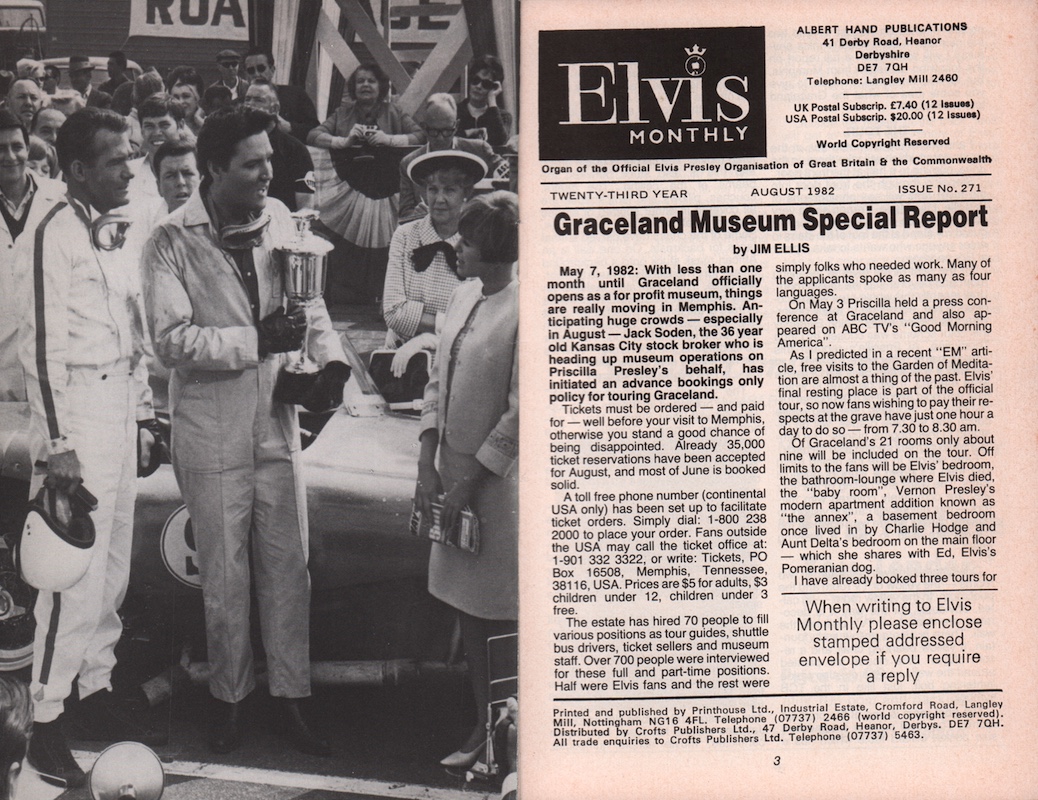 ROA
Elvis
MONTHLY
ALBERT HAND PUBLICATIONS
41 Derby Road, Heanor
Derbyshire
DE7 7QH
Telephone: Langley Mill 2460
UK Postal Subscrip. £7.40 (12 Issues)
USA Postal Subscrip. $20.00 (12 Issues)
World Copyright Reserved
Organ of the Official Elvis Presley Organisation of Great Britain & the Commonwealth
TWENTY-THIRD YEAR AUGUST 1982 ISSUE No. 271
Graceland Museum Special Report
by JIM ELLIS
May 7, 1982: With less than one
month until Graceland officially
opens as a for profit museum, things
are really moving in Memphis. An-
ticipating huge crowds — especially
in August — Jack Soden, the 36 year
old Kansas City stock broker who is
heading up museum operations on
Priscilla Presley's behalf, has
initiated an advance bookings only
policy for touring Graceland.
Tickets must be ordered — and paid
for — well before your visit to Memphis,
otherwise you stand a good chance of
being disappointed. Already 35,000
ticket reservations have been accepted
for August, and most of June is booked
solid.
A toll free phone number (continental
USA only) has been set up to facilitate
ticket orders. Simply dial: 1-800 238
2000 to place your order. Fans outside
the USA may call the ticket office at:
1-901 332 3322, or write: Tickets, PO
Box 16508, Memphis, Tennessee,
38116, USA. Prices are $5 for adults, $3
children under 12, children under 3
free.
The estate has hired 70 people to fill
various positions as tour guides, shuttle
bus drivers, ticket sellers and museum
staff. Over 700 people were interviewed
for these full and part-time positions.
Half were Elvis fans and the rest were
simply folks who needed work. Many of
the applicants spoke as many as four
languages.
On May 3 Priscilla held a press con-
ference at Graceland and also ap-
peared on ABC TV's "Good Morning
America".
As I predicted in a recent "EM" arti-
cle, free visits to the Garden of Medita-
tion are almost a thing of the past. Elvis'
final resting place is part of the official
tour, so now fans wishing to pay their re-
spects at the grave have just one hour a
day to do so — from 7.30 to 8.30 am.
Of Graceland's 21 rooms only about
nine will be included on the tour. Off
limits to the fans will be Elvis' bedroom,
the bathroom-lounge where Elvis died,
the "baby room", Vernon Presley's
modern apartment addition known as
"the annex", a basement bedroom
once lived in by Charlie Hodge and
Aunt Delta's bedroom on the main floor
— which she shares with Ed, Elvis's
Pomeranian dog.
I have already booked three tours for
When writing to Elvis
Monthly please enclose
stamped addressed
envelope if you require
a reply
Printed and published by Printhouse Ltd., Industrial Estate, Cromford Road, Langley
Mill, Nottingham NG16 4FL. Telephone (07737) 2466 (world copyright reserved).
Distributed by Crofts Publishers Ltd., 47 Derby Road, Heanor, Derbys. DE7 7QH.
All trade enquiries to Crofts Publishers Ltd. Telephone (07737) 5463.
3